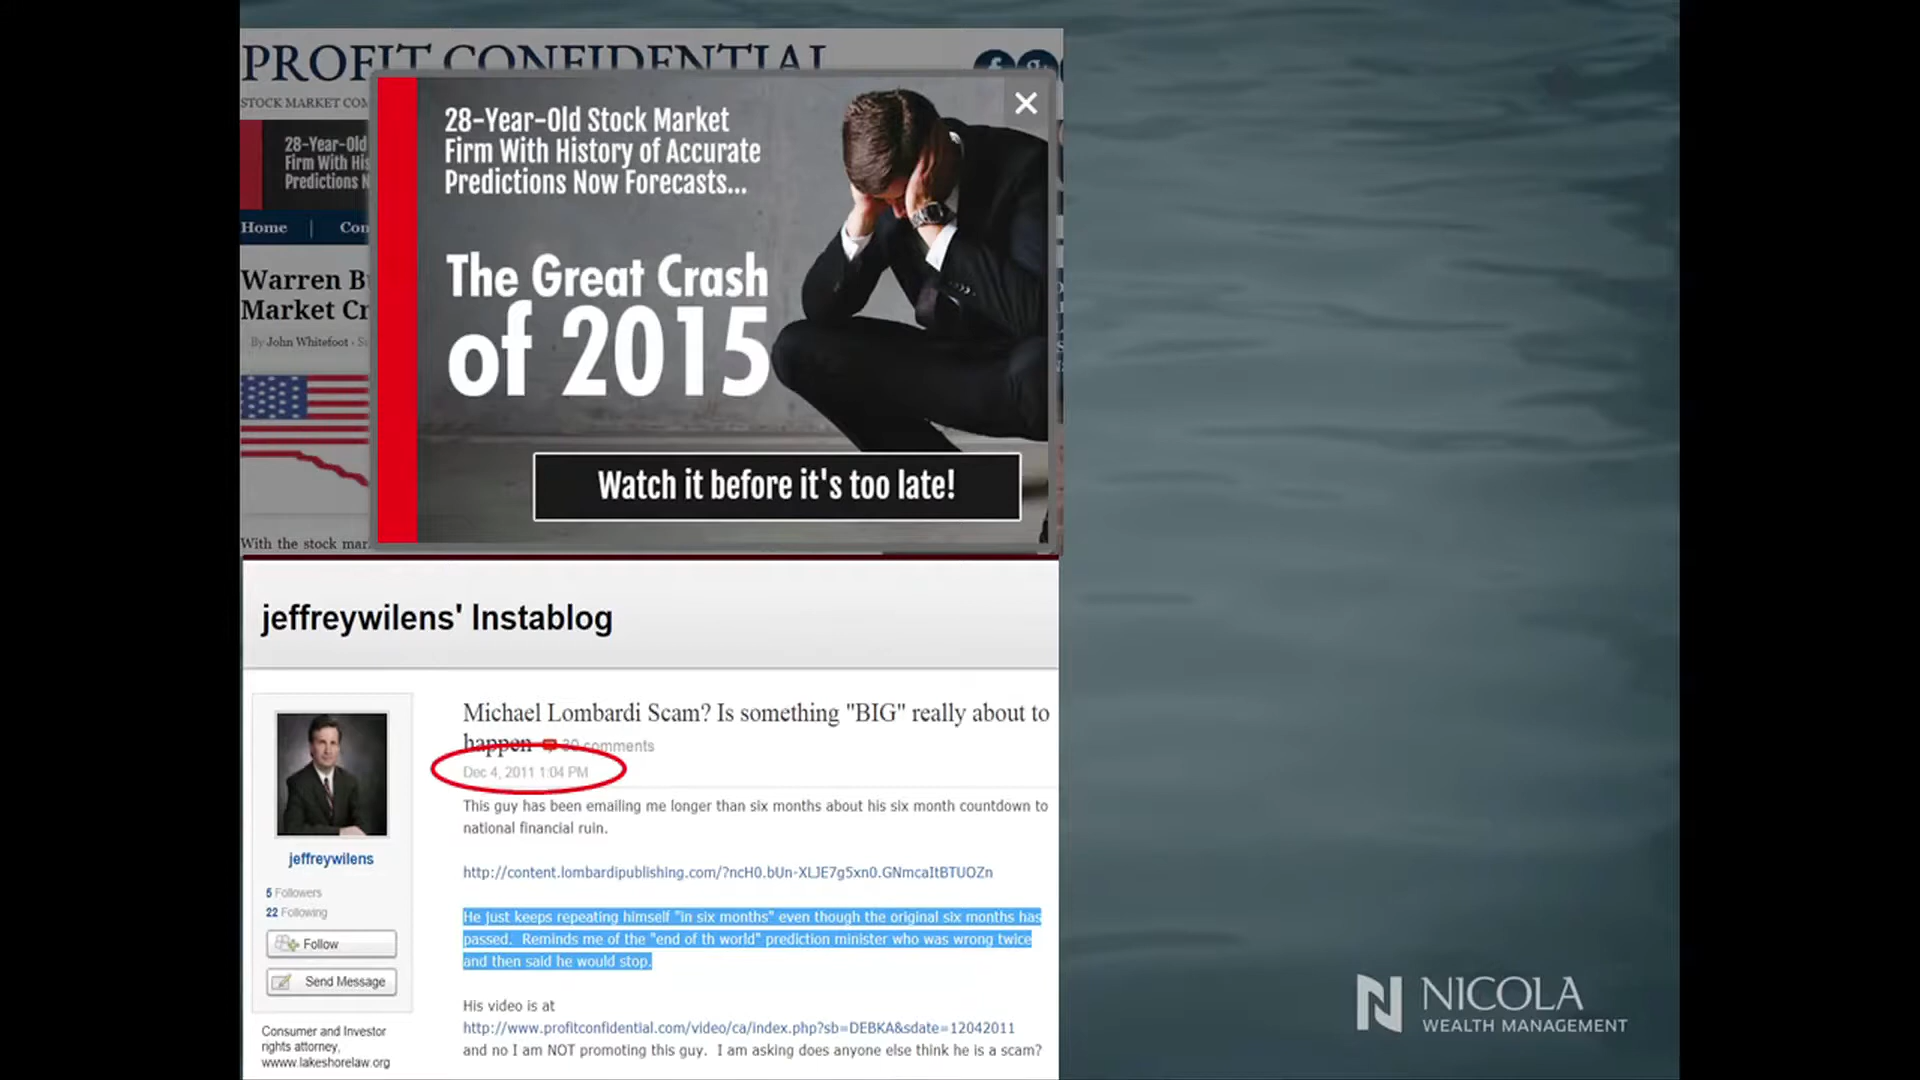 PROFIT CONFIDENTIAL
STOCK MARKET COM
28-Year-Old
Firm With His
Predictions N
Home
Con
Warren Bu
Market Cr
By John Whitefoot - S
With the stock mar
28-Year-Old Stock Market
Firm With History of Accurate
Predictions Now Forecasts...
The Great Crash
of 2015
Watch it before it's too late!
jeffreywilens' Instablog
Michael Lombardi Scam? Is something "BIG" really about to
happen 30 comments
Dec 4, 2011 1:04 PM
This guy has been emailing me longer than six months about his six month countdown to
national financial ruin.
http://content.lombardipublishing.com/?ncH0.bUn-XLJE7g5xn0.GNmcaItBTUOZn
He just keeps repeating himself "in six months" even though the original six months has
passed. Reminds me of the "end of th world" prediction minister who was wrong twice
and then said he would stop.
His video is at
http://www.profitconfidential.com/video/ca/index.php?sb=DEBKA&sdate=12042011
and no I am NOT promoting this guy. I am asking does anyone else think he is a scam?
jeffreywilens
5 Followers
22 Following
Follow
Send Message
Consumer and Investor
rights attorney,
wwww.lakeshorelaw.org
NICOLA
WEALTH MANAGEMENT